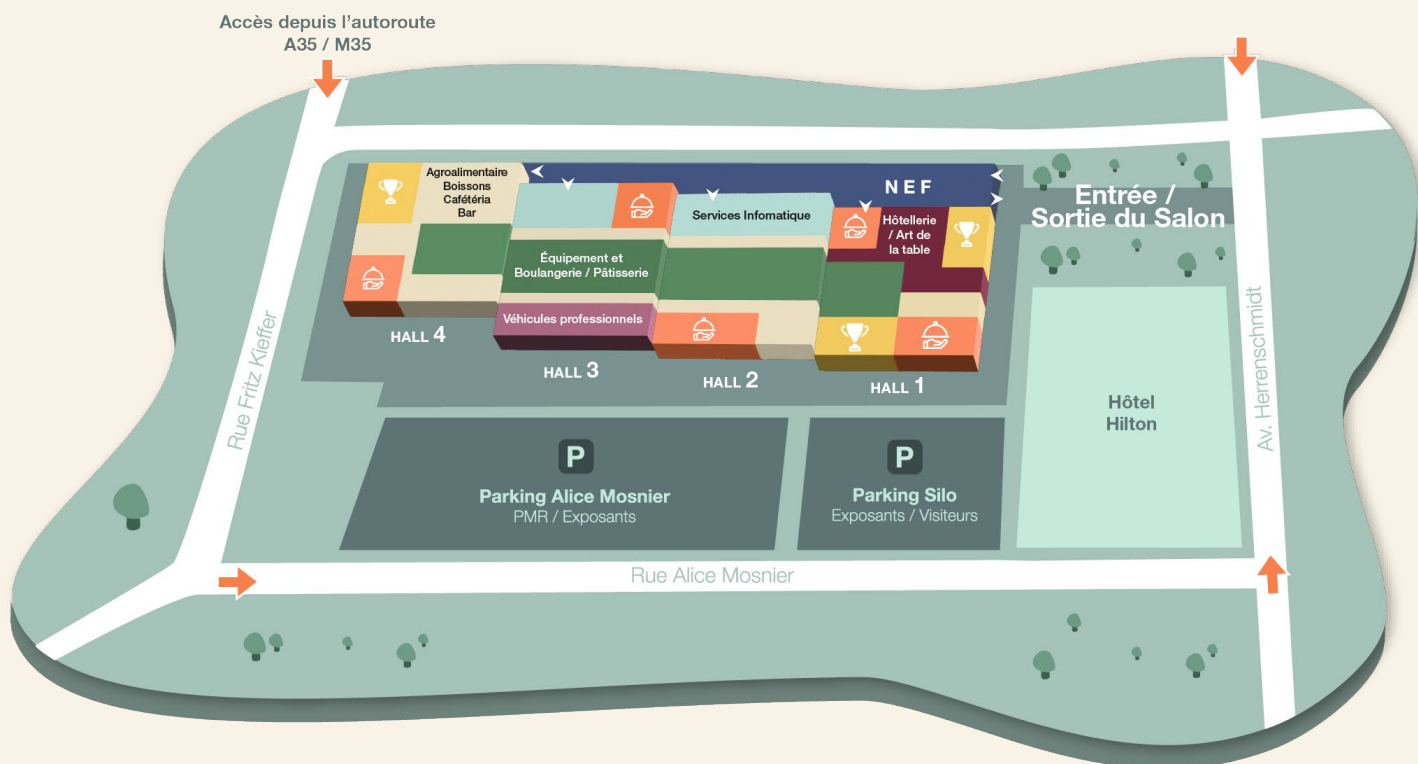 Accès depuis l’autoroute
A35 / M35
Agroalimentaire
Boissons
Cafétéria
Bar
NEF
Services Infomatique
Hôtellerie
/ Art de
la table
Entrée /
Sortie du Salon
Équipement et
Boulangerie / Pâtisserie
Véhicules professionnels
HALL 4
HALL 3
HALL 2
HALL 1
Rue Fritz Kieffer
Av. Herrenschmidt
Hôtel
Hilton
P
Parking Alice Mosnier
PMR / Exposants
P
Parking Silo
Exposants / Visiteurs
Rue Alice Mosnier